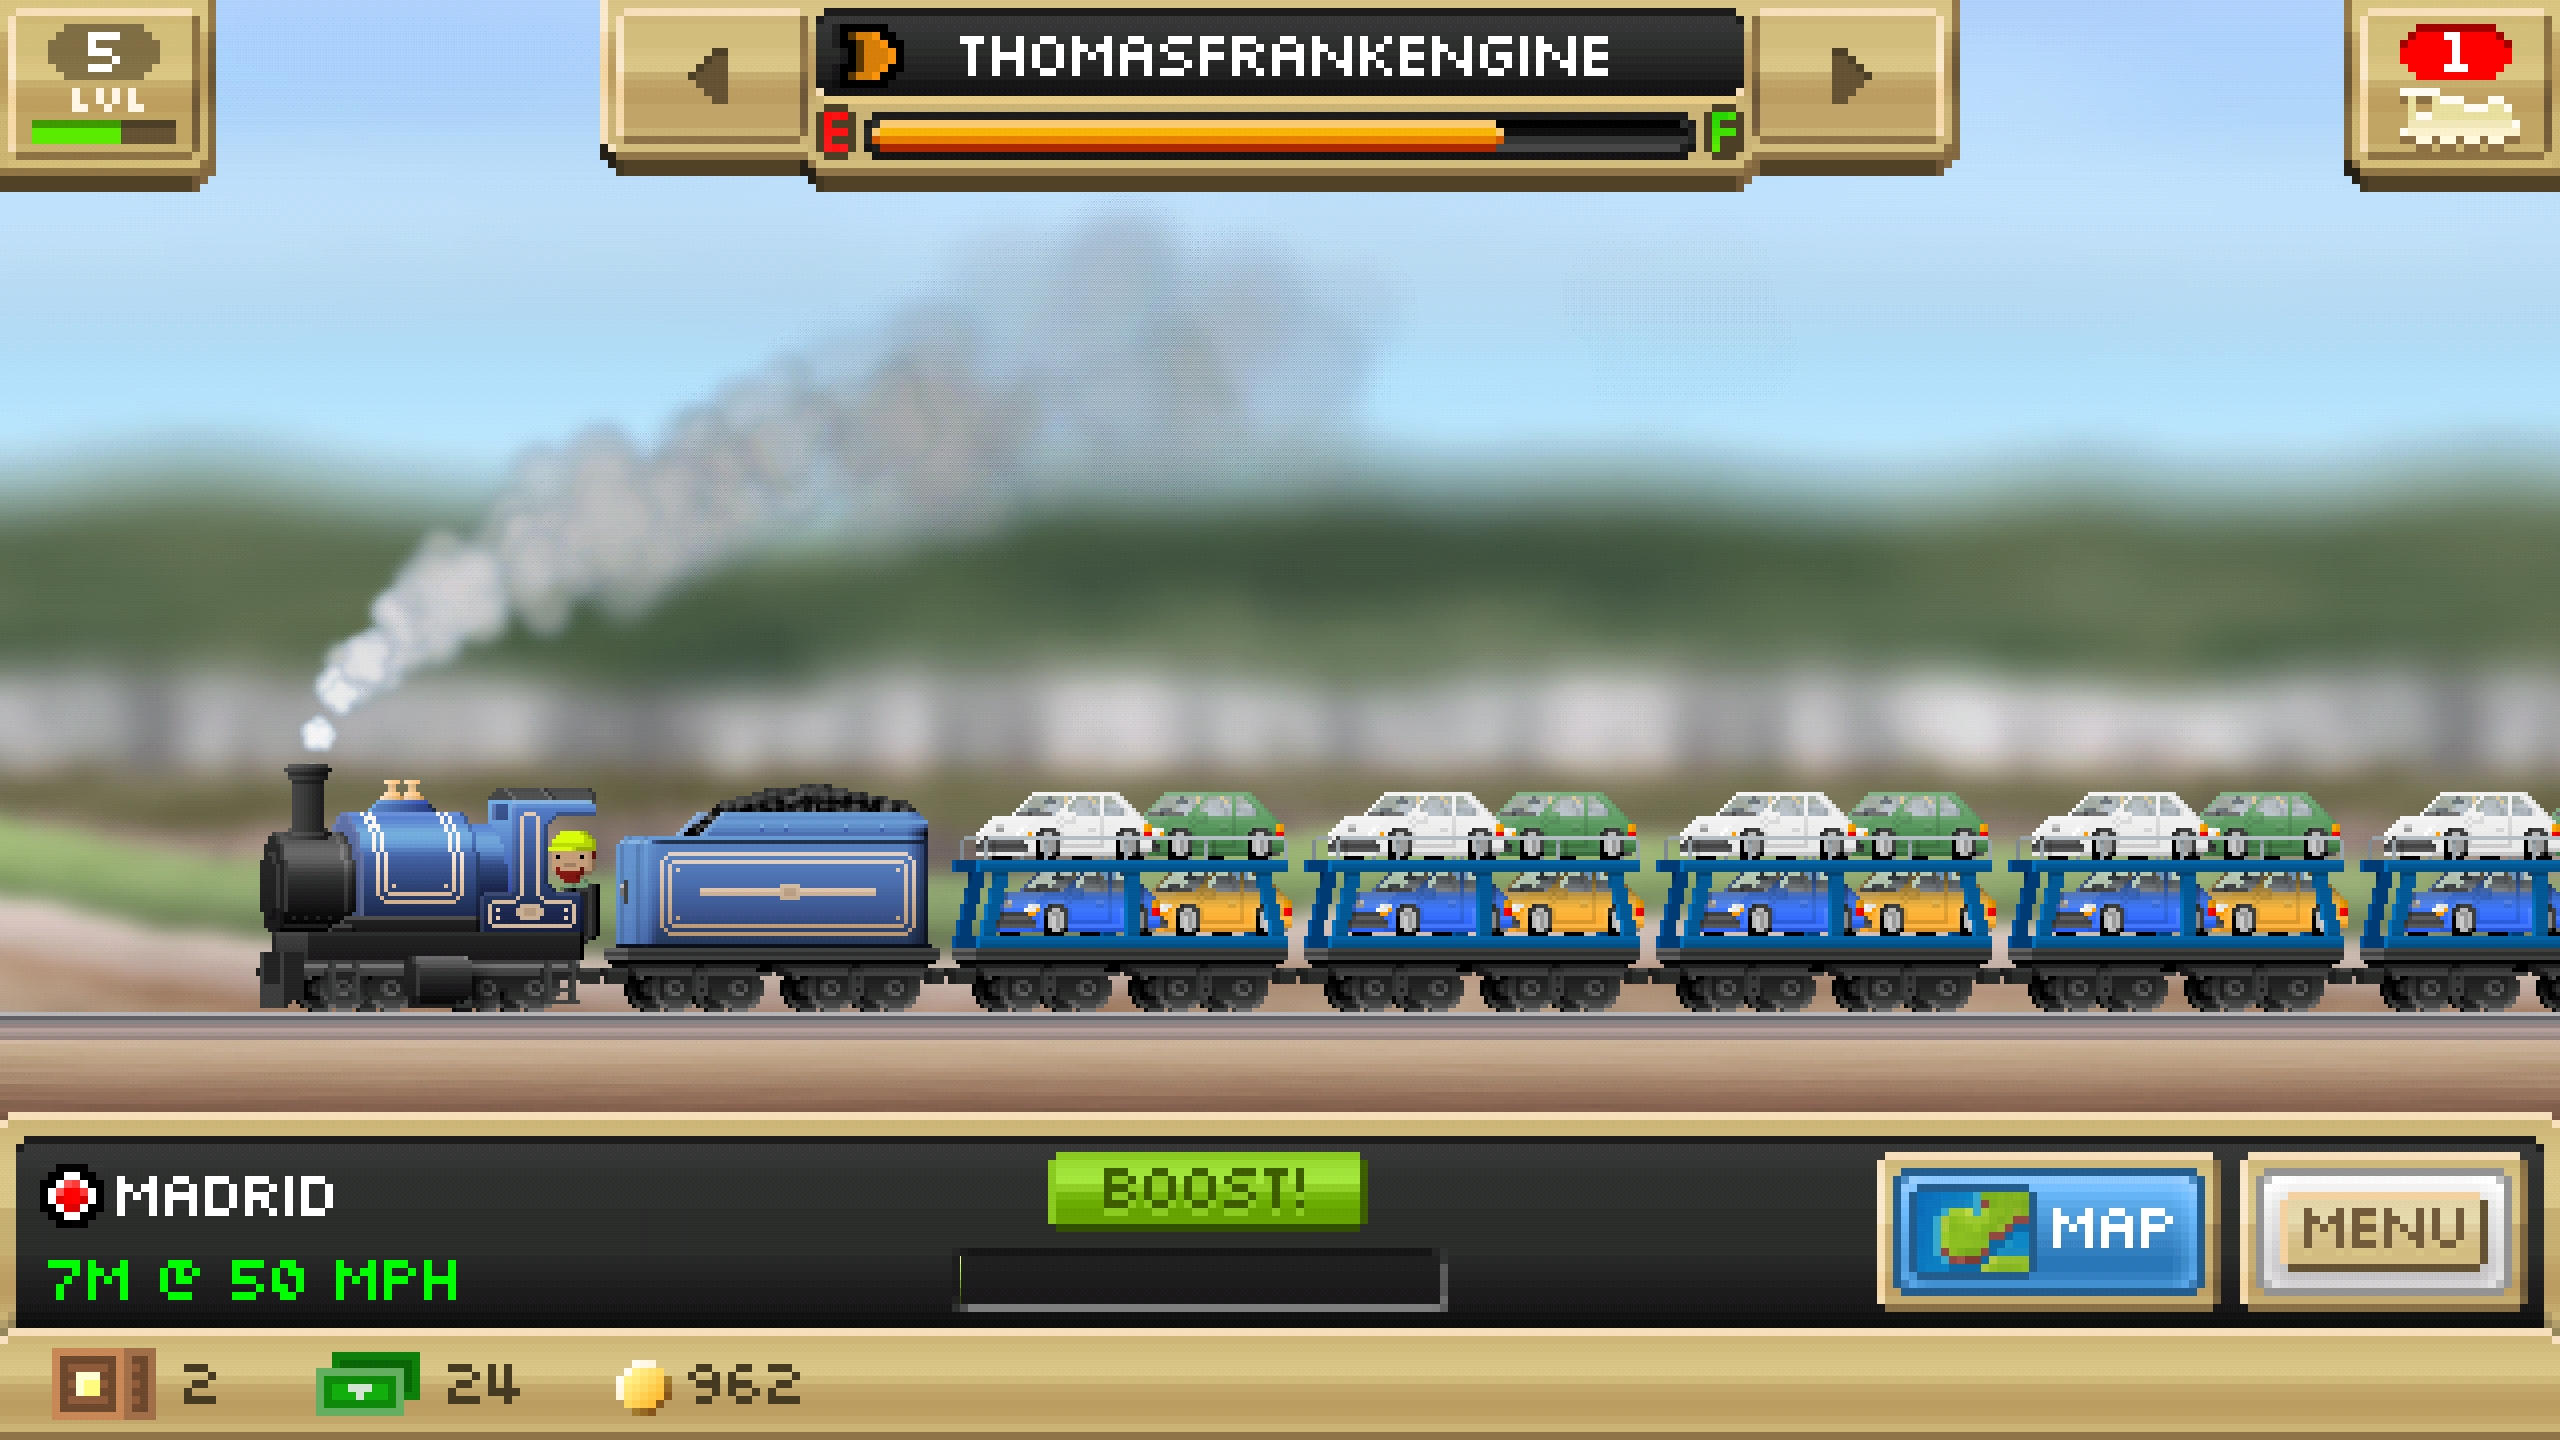 5
LVL
THOMASFRANKENGINE
E F
1
MADRID
7M @ 50 MPH
BOOST!
MAP
MENU
2
24
962